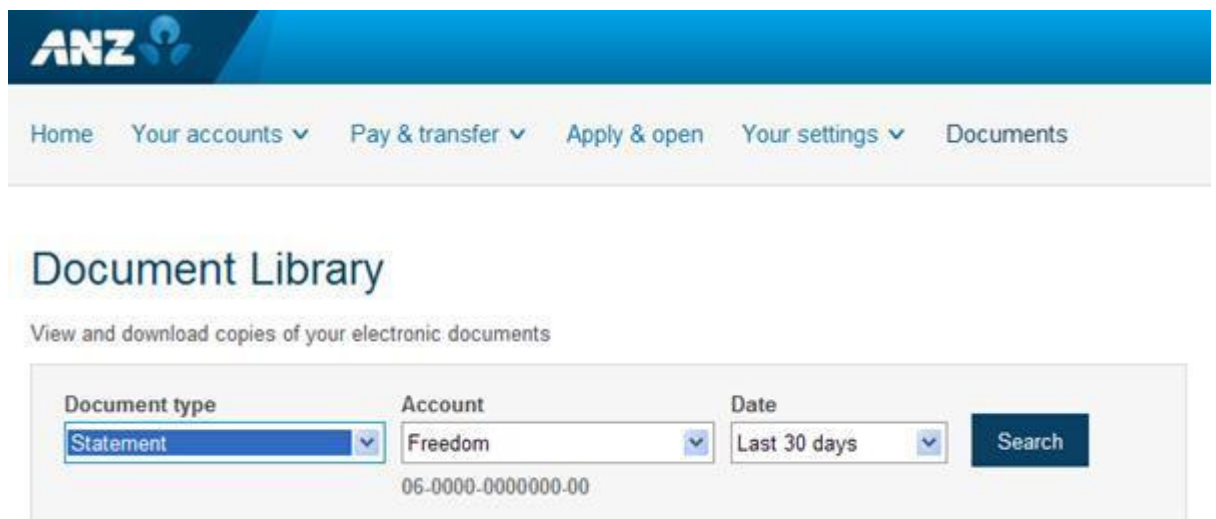 ANZ
Home Your accounts Pay & transfer Apply & open Your settings Documents
Document Library
View and download copies of your electronic documents
Document type Account Date
Statement Freedom Last 30 days Search
06-0000-0000000-00